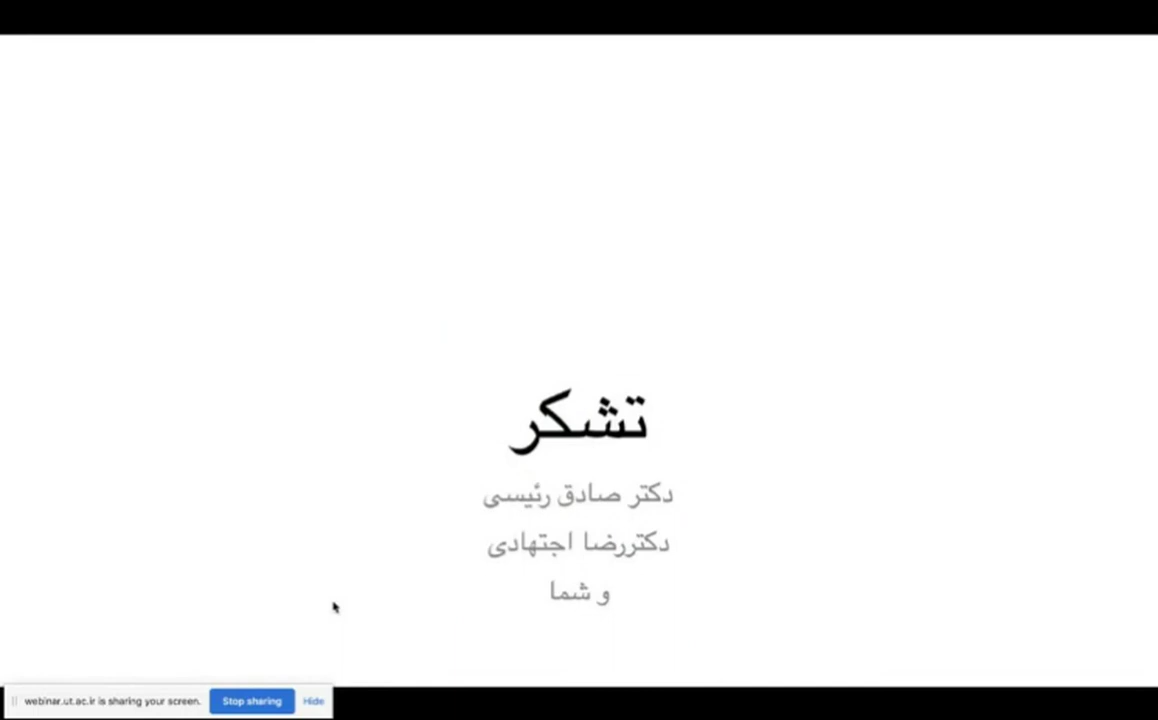 تشکر
دکتر صادق رئیسی
دکتررضا اجتهادی
و شما
webinar.ut.ac.ir is sharing your screen. Stop sharing Hide